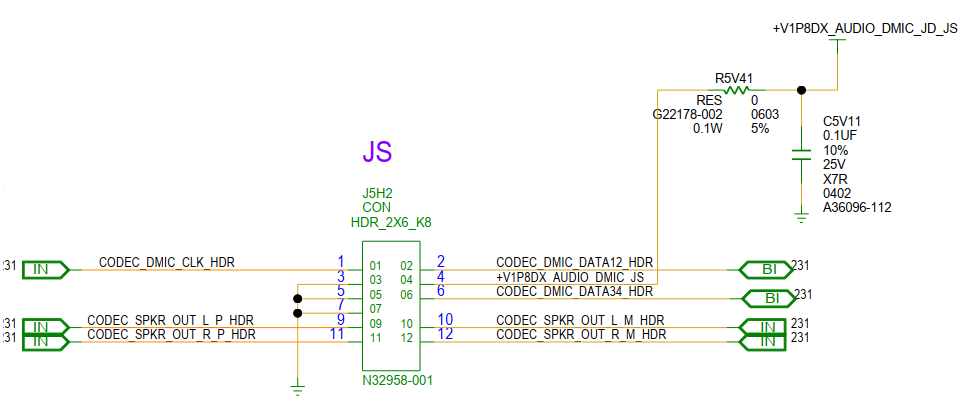 +V1P8DX_AUDIO_DMIC_JD_JS
R5V41
RES 0
G22178-002 0603
0.1W 5%
C5V11
0.1UF
10%
25V
X7R
0402
A36096-112
JS
J5H2
CON
HDR_2X6_K8
231 IN CODEC_DMIC_CLK_HDR 1 01 02 2 CODEC_DMIC_DATA12_HDR BI 231
3 03 04 4 +V1P8DX_AUDIO_DMIC_JS
5 05 06 6 CODEC_DMIC_DATA34_HDR BI 231
7 07
231 IN CODEC_SPKR_OUT_L_P_HDR 9 09 10 10 CODEC_SPKR_OUT_L_M_HDR IN 231
231 IN CODEC_SPKR_OUT_R_P_HDR 11 11 12 12 CODEC_SPKR_OUT_R_M_HDR IN 231
N32958-001